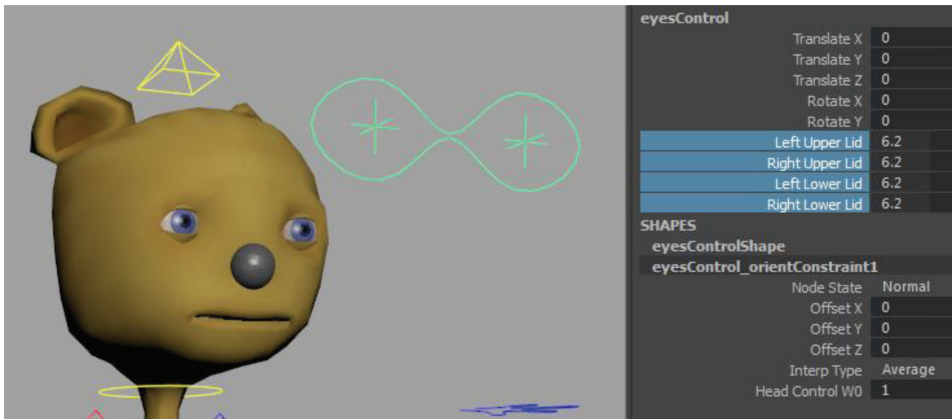 eyesControl
Translate X 0
Translate Y 0
Translate Z 0
Rotate X 0
Rotate Y 0
Left Upper Lid 6.2
Right Upper Lid 6.2
Left Lower Lid 6.2
Right Lower Lid 6.2
SHAPES
eyesControlShape
eyesControl_orientConstraint1
Node State Normal
Offset X 0
Offset Y 0
Offset Z 0
Interp Type Average
Head Control W0 1